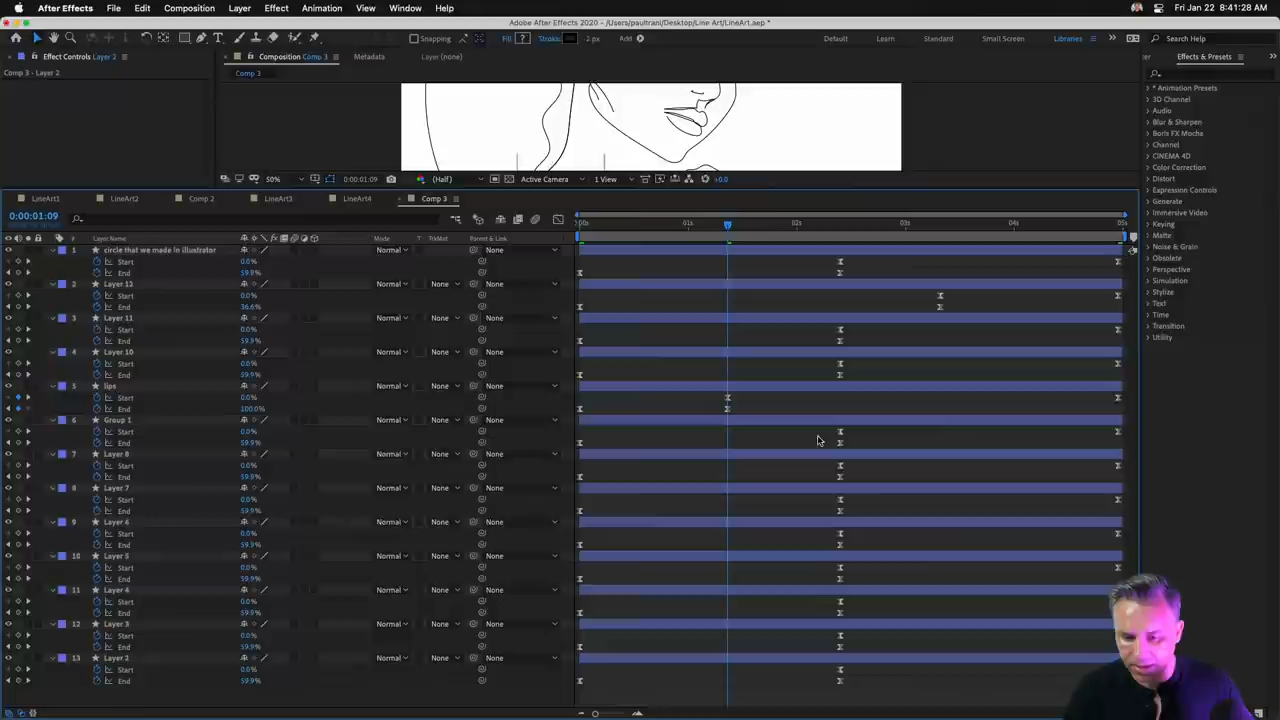 After Effects File Edit Composition Layer Effect Animation View Window Help Fri Jan 22 8:41:28 AM
Adobe After Effects 2020 - /Users/paultrani/Desktop/Line Art/LineArt.aep *
Snapping Fill ? Stroke: 2 px Add: Default Learn Standard Small Screen Libraries >> Search Help
Effect Controls Layer 2 Composition Comp 3 Metadata Layer (none) Effects & Presets
Comp 3 - Layer 2 Comp 3
* Animation Presets
3D Channel
Audio
Blur & Sharpen
Boris FX Mocha
Channel
CINEMA 4D
Color Correction
Distort
Expression Controls
Generate
Immersive Video
Keying
Matte
Noise & Grain
Obsolete
Perspective
Simulation
Stylize
Text
Time
Transition
Utility
50% 0:00:01:09 (Half) Active Camera 1 View +0.0
LineArt1 LineArt2 Comp 2 LineArt3 LineArt4 Comp 3
0:00:01:09 :00s 01s 02s 03s 04s 05s
# Layer Name Mode T TrkMat Parent & Link
1 circle that we made in illustrator Normal None
Start 0.0%
End 59.9%
2 Layer 12 Normal None None
Start 0.0%
End 36.6%
3 Layer 11 Normal None None
Start 0.0%
End 59.9%
4 Layer 10 Normal None None
Start 0.0%
End 59.9%
5 lips Normal None None
Start 0.0%
End 100.0%
6 Group 1 Normal None None
Start 0.0%
End 59.9%
7 Layer 8 Normal None None
Start 0.0%
End 59.9%
8 Layer 7 Normal None None
Start 0.0%
End 59.9%
9 Layer 6 Normal None None
Start 0.0%
End 59.9%
10 Layer 5 Normal None None
Start 0.0%
End 59.9%
11 Layer 4 Normal None None
Start 0.0%
End 59.9%
12 Layer 3 Normal None None
Start 0.0%
End 59.9%
13 Layer 2 Normal None None
Start 0.0%
End 59.9%